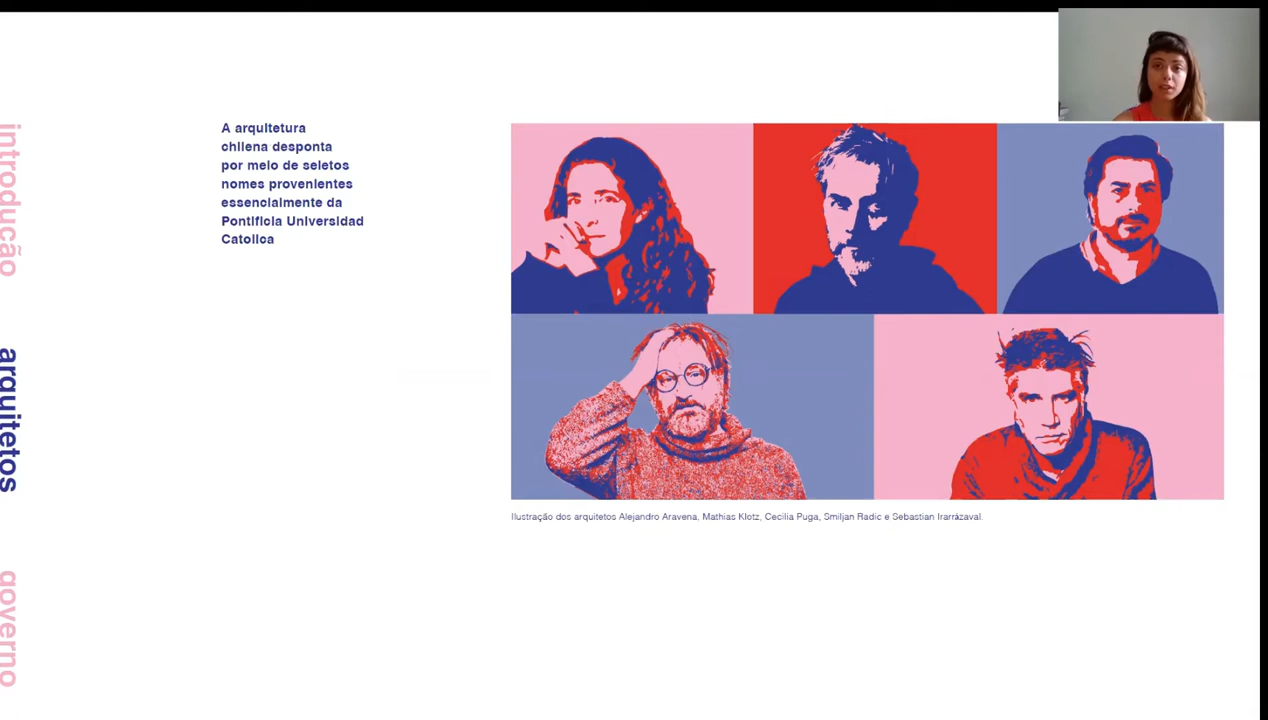 introdução
arquitetos
governo
A arquitetura
chilena desponta
por meio de seletos
nomes provenientes
essencialmente da
Pontificia Universidad
Catolica
Ilustração dos arquitetos Alejandro Aravena, Mathias Klotz, Cecilia Puga, Smiljan Radic e Sebastian Irarrázaval.